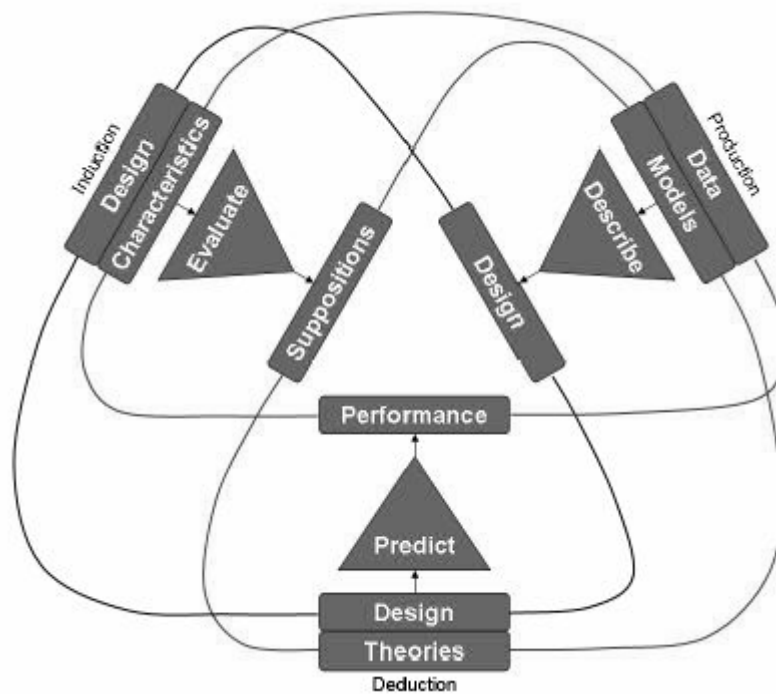 Induction
Design
Characteristics
Evaluate
Suppositions
Production
Data
Models
Describe
Design
Performance
Predict
Design
Theories
Deduction